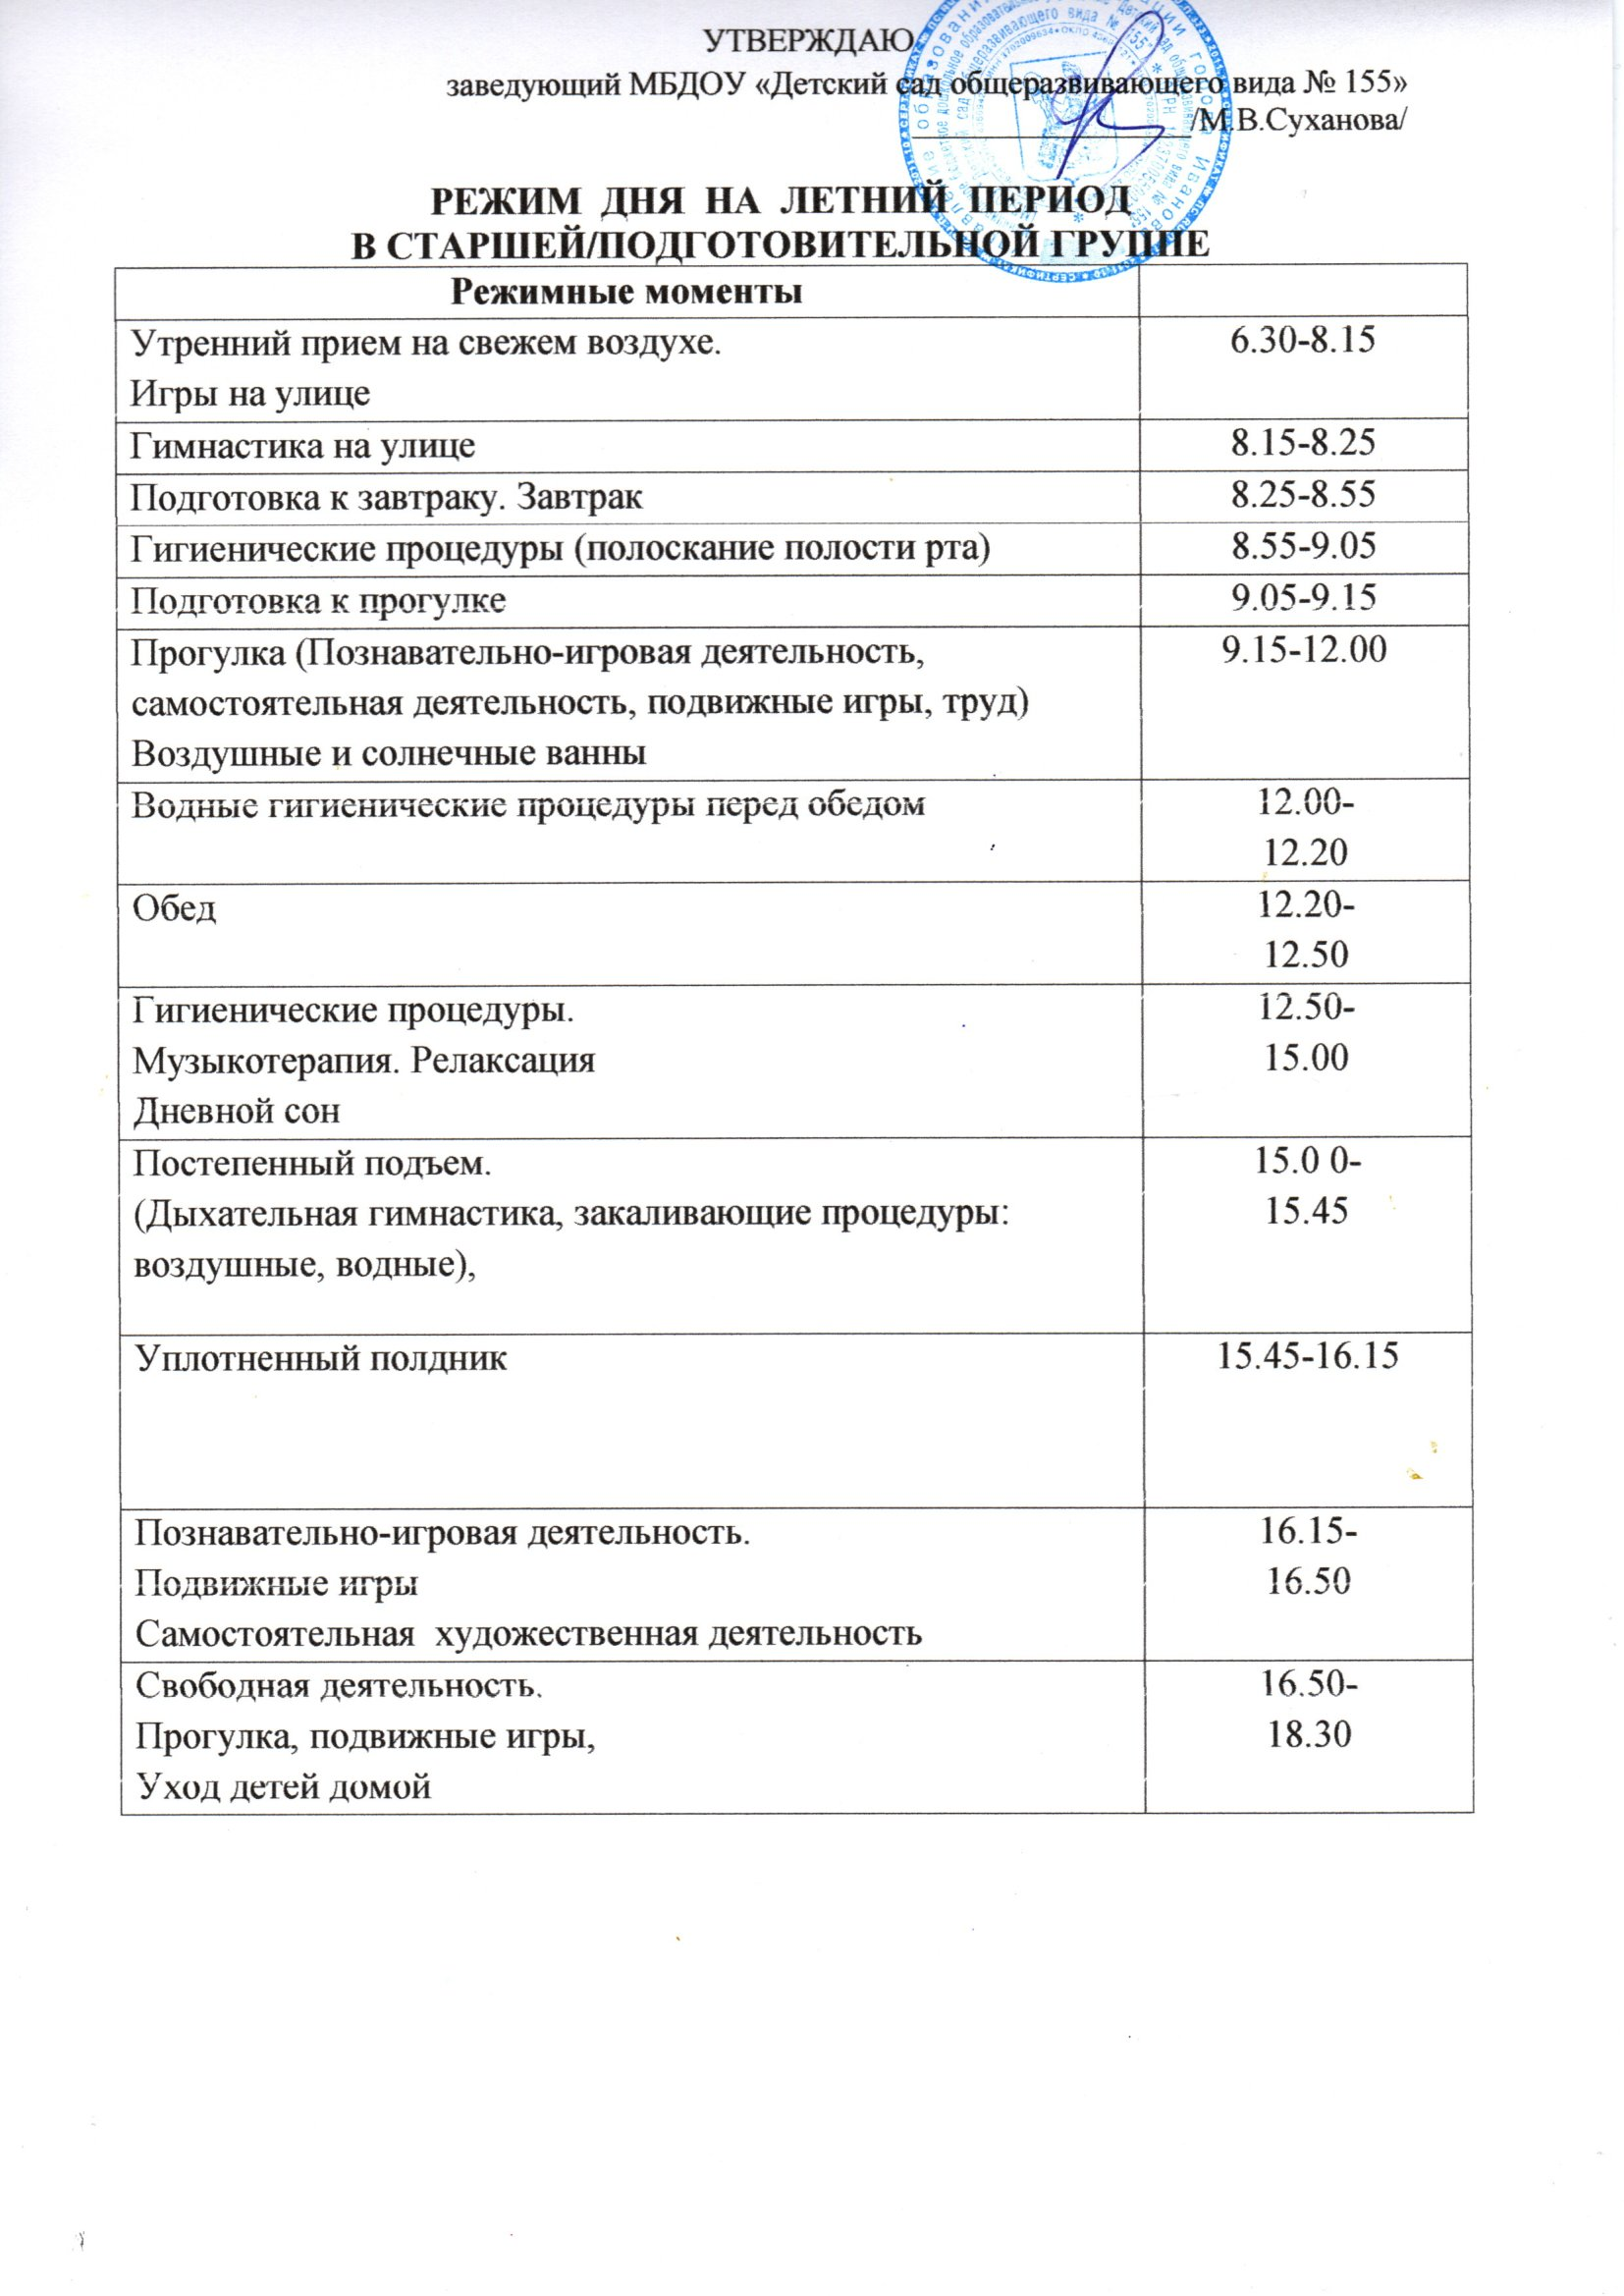 УТВЕРЖДАЮ
заведующий МБДОУ «Детский сад общеразвивающего вида № 155»
/М.В.Суханова/
РЕЖИМ ДНЯ НА ЛЕТНИЙ ПЕРИОД
В СТАРШЕЙ/ПОДГОТОВИТЕЛЬНОЙ ГРУППЕ
Режимные моменты
Утренний прием на свежем воздухе. 6.30-8.15
Игры на улице
Гимнастика на улице 8.15-8.25
Подготовка к завтраку. Завтрак 8.25-8.55
Гигиенические процедуры (полоскание полости рта) 8.55-9.05
Подготовка к прогулке 9.05-9.15
Прогулка (Познавательно-игровая деятельность, 9.15-12.00
самостоятельная деятельность, подвижные игры, труд)
Воздушные и солнечные ванны
Водные гигиенические процедуры перед обедом 12.00-
12.20
Обед 12.20-
12.50
Гигиенические процедуры. 12.50-
Музыкотерапия. Релаксация 15.00
Дневной сон
Постепенный подъем. 15.0 0-
(Дыхательная гимнастика, закаливающие процедуры: 15.45
воздушные, водные),
Уплотненный полдник 15.45-16.15
Познавательно-игровая деятельность. 16.15-
Подвижные игры 16.50
Самостоятельная художественная деятельность
Свободная деятельность. 16.50-
Прогулка, подвижные игры, 18.30
Уход детей домой